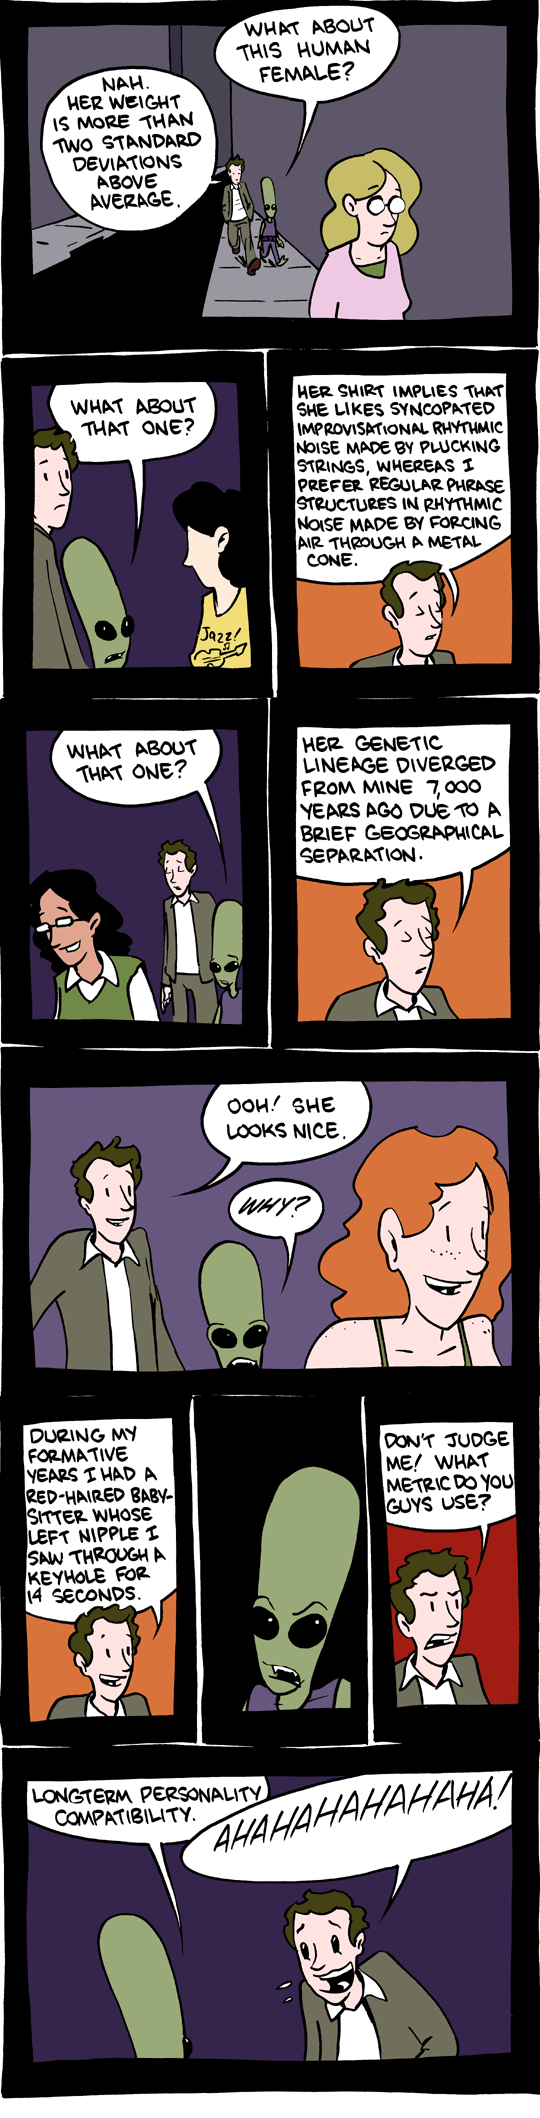 WHAT ABOUT
THIS HUMAN
FEMALE?
NAH.
HER WEIGHT
IS MORE THAN
TWO STANDARD
DEVIATIONS
ABOVE
AVERAGE.
WHAT ABOUT
THAT ONE?
Jazz!
HER SHIRT IMPLIES THAT
SHE LIKES SYNCOPATED
IMPROVISATIONAL RHYTHMIC
NOISE MADE BY PLUCKING
STRINGS, WHEREAS I
PREFER REGULAR PHRASE
STRUCTURES IN RHYTHMIC
NOISE MADE BY FORCING
AIR THROUGH A METAL
CONE.
WHAT ABOUT
THAT ONE?
HER GENETIC
LINEAGE DIVERGED
FROM MINE 7,000
YEARS AGO DUE TO A
BRIEF GEOGRAPHICAL
SEPARATION.
OOH! SHE
LOOKS NICE.
WHY?
DURING MY
FORMATIVE
YEARS I HAD A
RED-HAIRED BABY-
SITTER WHOSE
LEFT NIPPLE I
SAW THROUGH A
KEYHOLE FOR
14 SECONDS.
DON'T JUDGE
ME! WHAT
METRIC DO YOU
GUYS USE?
LONGTERM PERSONALITY
COMPATIBILITY.
AHAHAHAHAHAHA!